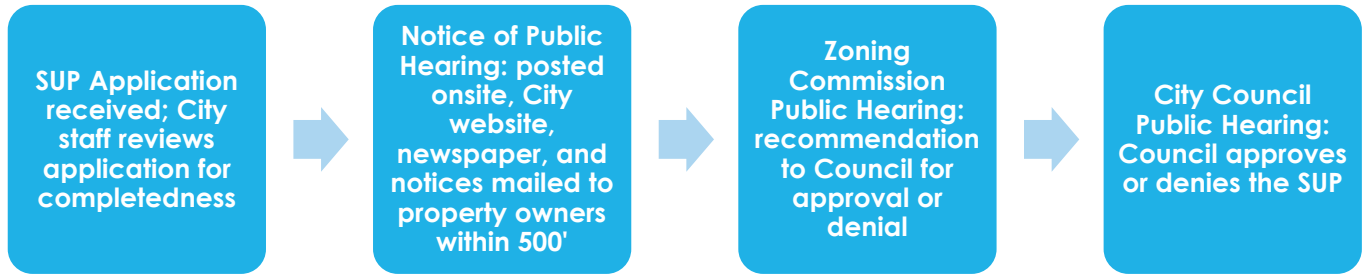 SUP Application
received; City
staff reviews
application for
completedness
Notice of Public
Hearing: posted
onsite, City
website,
newspaper, and
notices mailed to
property owners
within 500'
Zoning
Commission
Public Hearing:
recommendation
to Council for
approval or
denial
City Council
Public Hearing:
Council approves
or denies the SUP